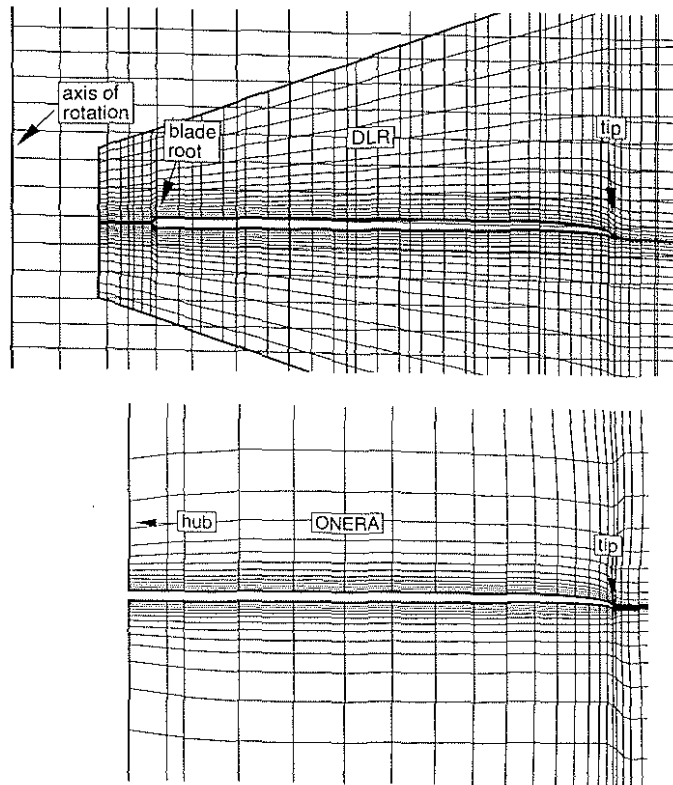 axis of
rotation
blade
root
DLR
tip
hub
ONERA
tip